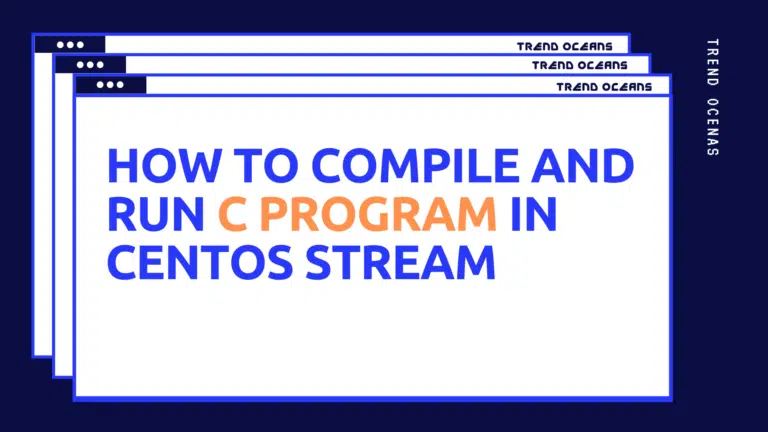 TREND OCEANS
TREND OCEANS
TREND OCEANS
HOW TO COMPILE AND
RUN C PROGRAM IN
CENTOS STREAM
TREND OCENAS